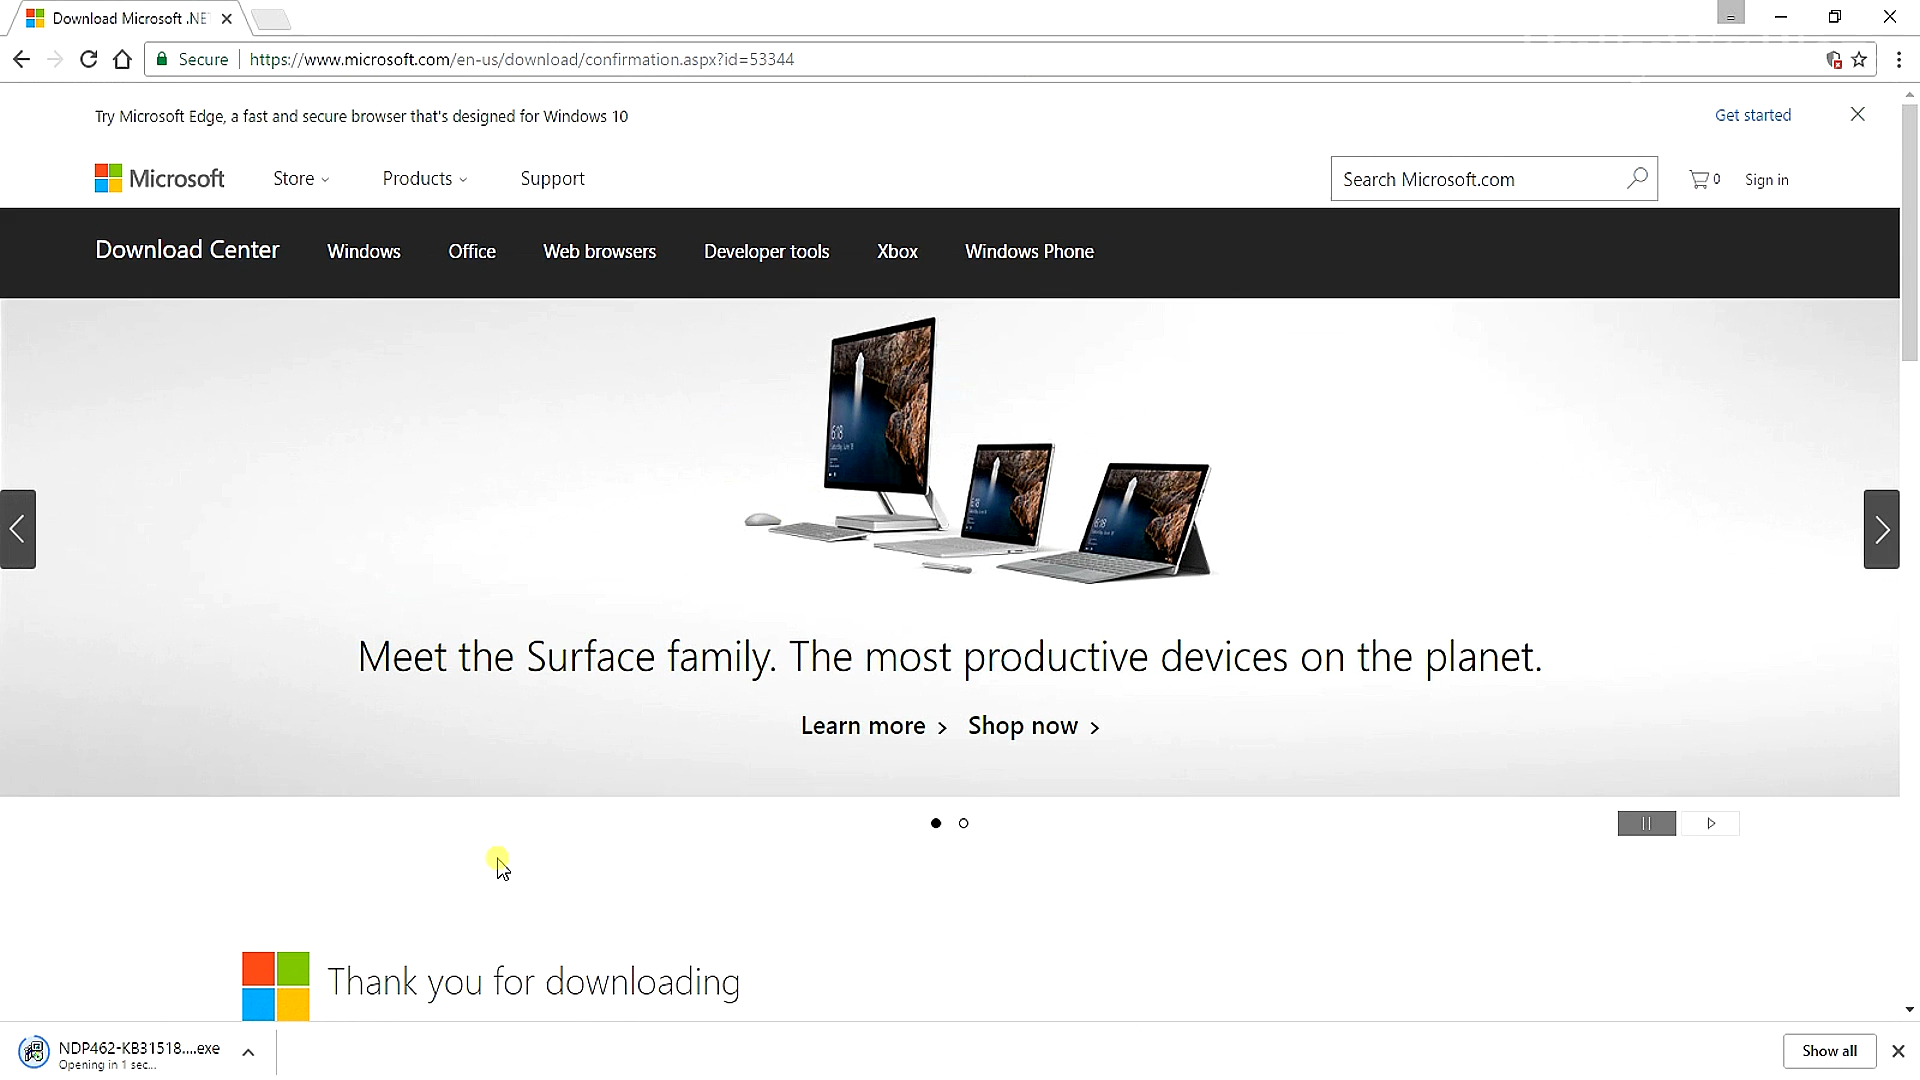 Download Microsoft .NE
Secure
https://www.microsoft.com/en-us/download/confirmation.aspx?id=53344
Try Microsoft Edge, a fast and secure browser that's designed for Windows 10
Get started
Microsoft
Store
Products
Support
Search Microsoft.com
0
Sign in
Download Center
Windows
Office
Web browsers
Developer tools
Xbox
Windows Phone
Meet the Surface family. The most productive devices on the planet.
Learn more >
Shop now >
Thank you for downloading
NDP462-KB31518....exe
Opening in 1 sec...
Show all